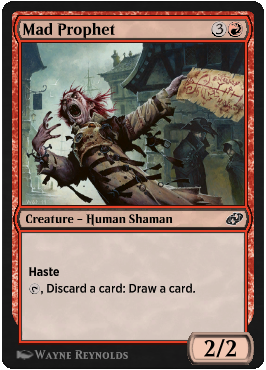 Mad Prophet
3
Creature – Human Shaman
Haste
, Discard a card: Draw a card.
Wayne Reynolds
2/2